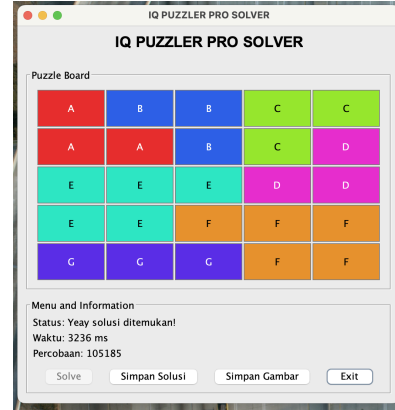 IQ PUZZLER PRO SOLVER
IQ PUZZLER PRO SOLVER
Puzzle Board
A B B C C
A A B C D
E E E D D
E E F F F
G G G F F
Menu and Information
Status: Yeay solusi ditemukan!
Waktu: 3236 ms
Percobaan: 105185
Solve Simpan Solusi Simpan Gambar Exit